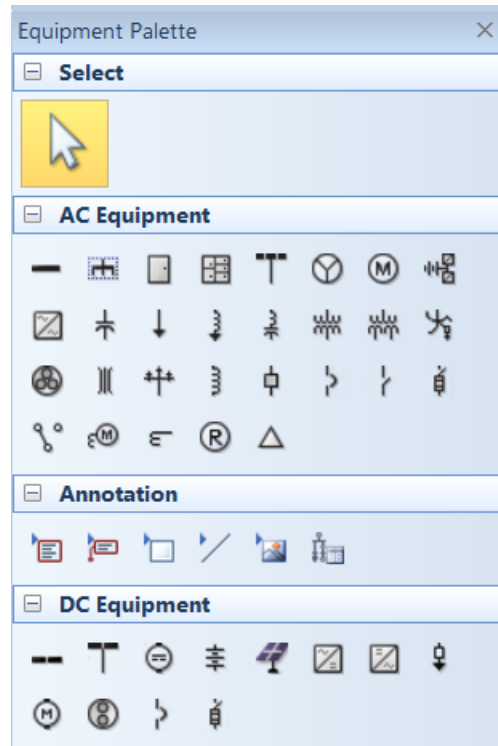 Equipment Palette
Select
AC Equipment
M
M
R
Annotation
DC Equipment
M